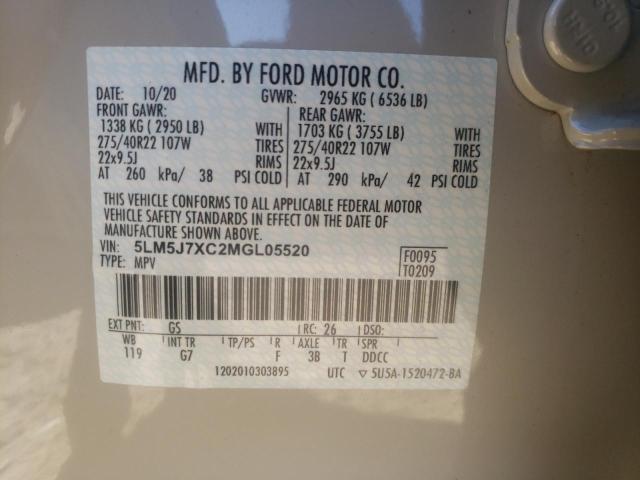 MFD. BY FORD MOTOR CO.
DATE: 10/20 GVWR: 2965 KG ( 6536 LB)
FRONT GAWR: REAR GAWR:
1338 KG ( 2950 LB) WITH 1703 KG ( 3755 LB) WITH
275/40R22 107W TIRES 275/40R22 107W TIRES
22x9.5J RIMS 22x9.5J RIMS
AT 260 kPa/ 38 PSI COLD AT 290 kPa/ 42 PSI COLD
THIS VEHICLE CONFORMS TO ALL APPLICABLE FEDERAL MOTOR
VEHICLE SAFETY STANDARDS IN EFFECT ON THE DATE OF
MANUFACTURE SHOWN ABOVE.
VIN: 5LM5J7XC2MGL05520 F0095
TYPE: MPV T0209
EXT PNT: GS RC: 26 DSO:
WB INT TR TP/PS R AXLE TR SPR
119 G7 F 3B T DDCC
1202010303895 UTC ▽ 5U5A-1520472-BA